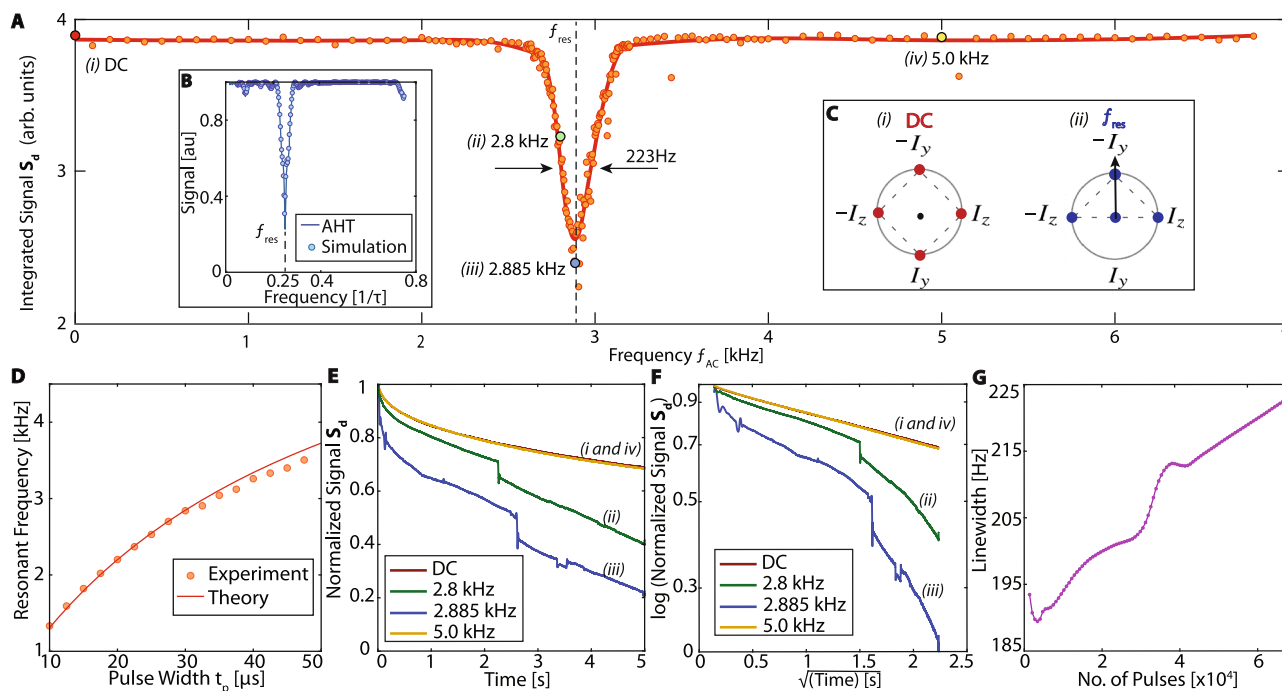 A
4
3
2
Integrated Signal S_d (arb. units)
(i) DC
f_res
(ii) 2.8 kHz
223Hz
(iii) 2.885 kHz
(iv) 5.0 kHz
0 1 2 3 4 5 6
Frequency f_AC [kHz]
B
0.8
0.4
0
Signal [au]
f_res
AHT
Simulation
0 0.25 0.4 0.8
Frequency [1/τ]
C
(i) DC
−I_y
−I_z I_z
I_y
(ii) f_res
−I_y
−I_z I_z
I_y
D
4
3
2
1
Resonant Frequency [kHz]
Experiment
Theory
10 20 30 40 50
Pulse Width t_p [μs]
E
1
0.8
0.6
0.4
0.2
0
Normalized Signal S_d
(i and iv)
(ii)
(iii)
DC
2.8 kHz
2.885 kHz
5.0 kHz
0 1 2 3 4 5
Time [s]
F
0.9
0.7
0.5
0.3
0
log (Normalized Signal S_d)
(i and iv)
(ii)
(iii)
DC
2.8 kHz
2.885 kHz
5.0 kHz
0 0.5 1 1.5 2 2.5
√(Time) [s]
G
225
215
205
195
185
Linewidth [Hz]
0 2 4 6
No. of Pulses [x10⁴)